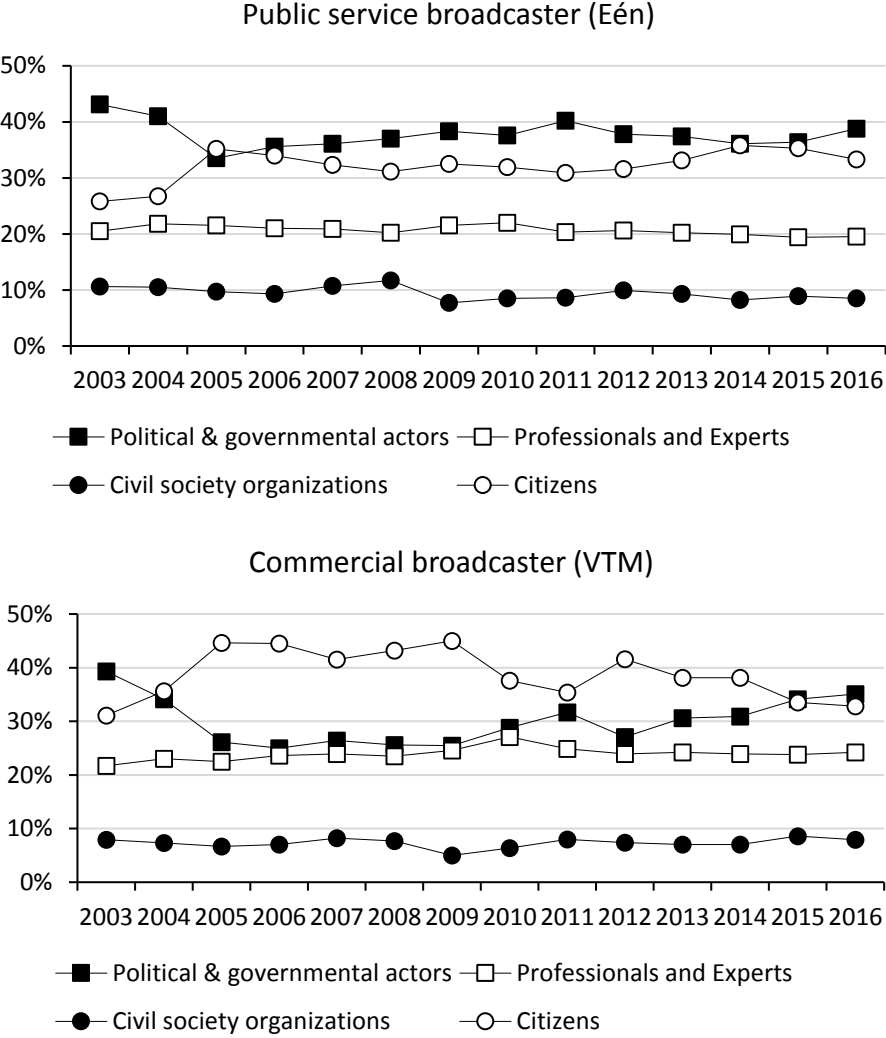 Public service broadcaster (Eén)
50%
40%
30%
20%
10%
0%
2003 2004 2005 2006 2007 2008 2009 2010 2011 2012 2013 2014 2015 2016
Political & governmental actors Professionals and Experts
Civil society organizations Citizens
Commercial broadcaster (VTM)
50%
40%
30%
20%
10%
0%
2003 2004 2005 2006 2007 2008 2009 2010 2011 2012 2013 2014 2015 2016
Political & governmental actors Professionals and Experts
Civil society organizations Citizens